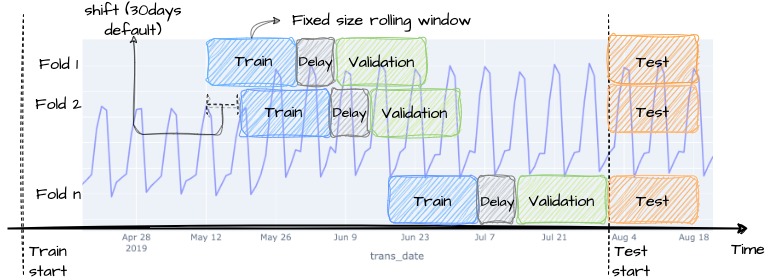 shift (30days
default)
Fixed size rolling window
Fold 1
Train
Delay
Validation
Test
Fold 2
Train
Delay
Validation
Test
Fold n
Train
Delay
Validation
Test
Apr 28
2019
May 12
May 26
Jun 9
Jun 23
Jul 7
Jul 21
Aug 4
Aug 18
trans_date
Time
Train
start
Test
start